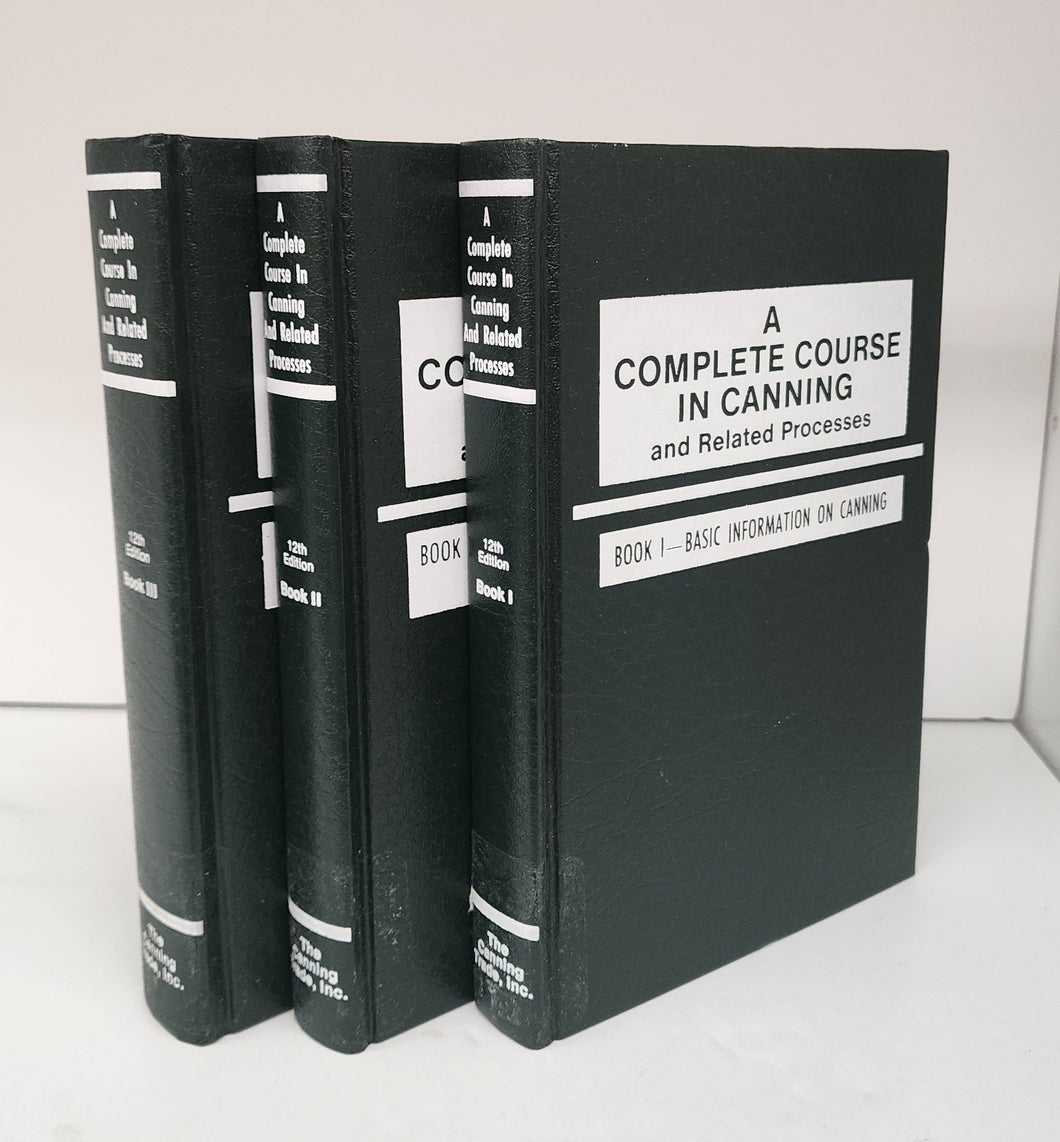 A
Complete
Course In
Canning
And Related
Processes
12th
Edition
Book III
The
Canning
Trade, Inc.
A
Complete
Course In
Canning
And Related
Processes
12th
Edition
Book II
The
Canning
Trade, Inc.
CO
BOOK
A
Complete
Course In
Canning
And Related
Processes
12th
Edition
Book I
The
Canning
Trade, Inc.
A
COMPLETE COURSE
IN CANNING
and Related Processes
BOOK I—BASIC INFORMATION ON CANNING